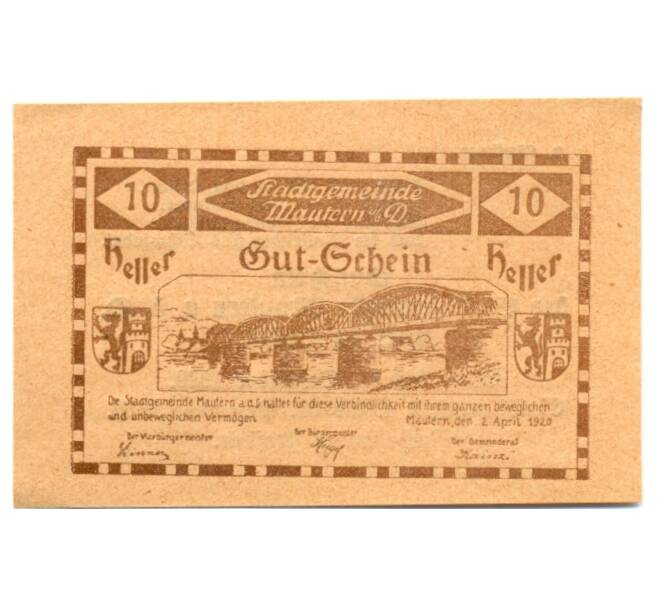 10 Stadtgemeinde 10
Mautern a/D.
Heller Gut-Schein Heller
Die Stadtgemeinde Mautern a.d.D. haftet für diese Verbindlichkeit mit ihrem ganzen beweglichen
und unbeweglichen Vermögen. Mautern, den 2. April 1920
Der Vizebürgermeister Der Bürgermeister Der Gemeinderat